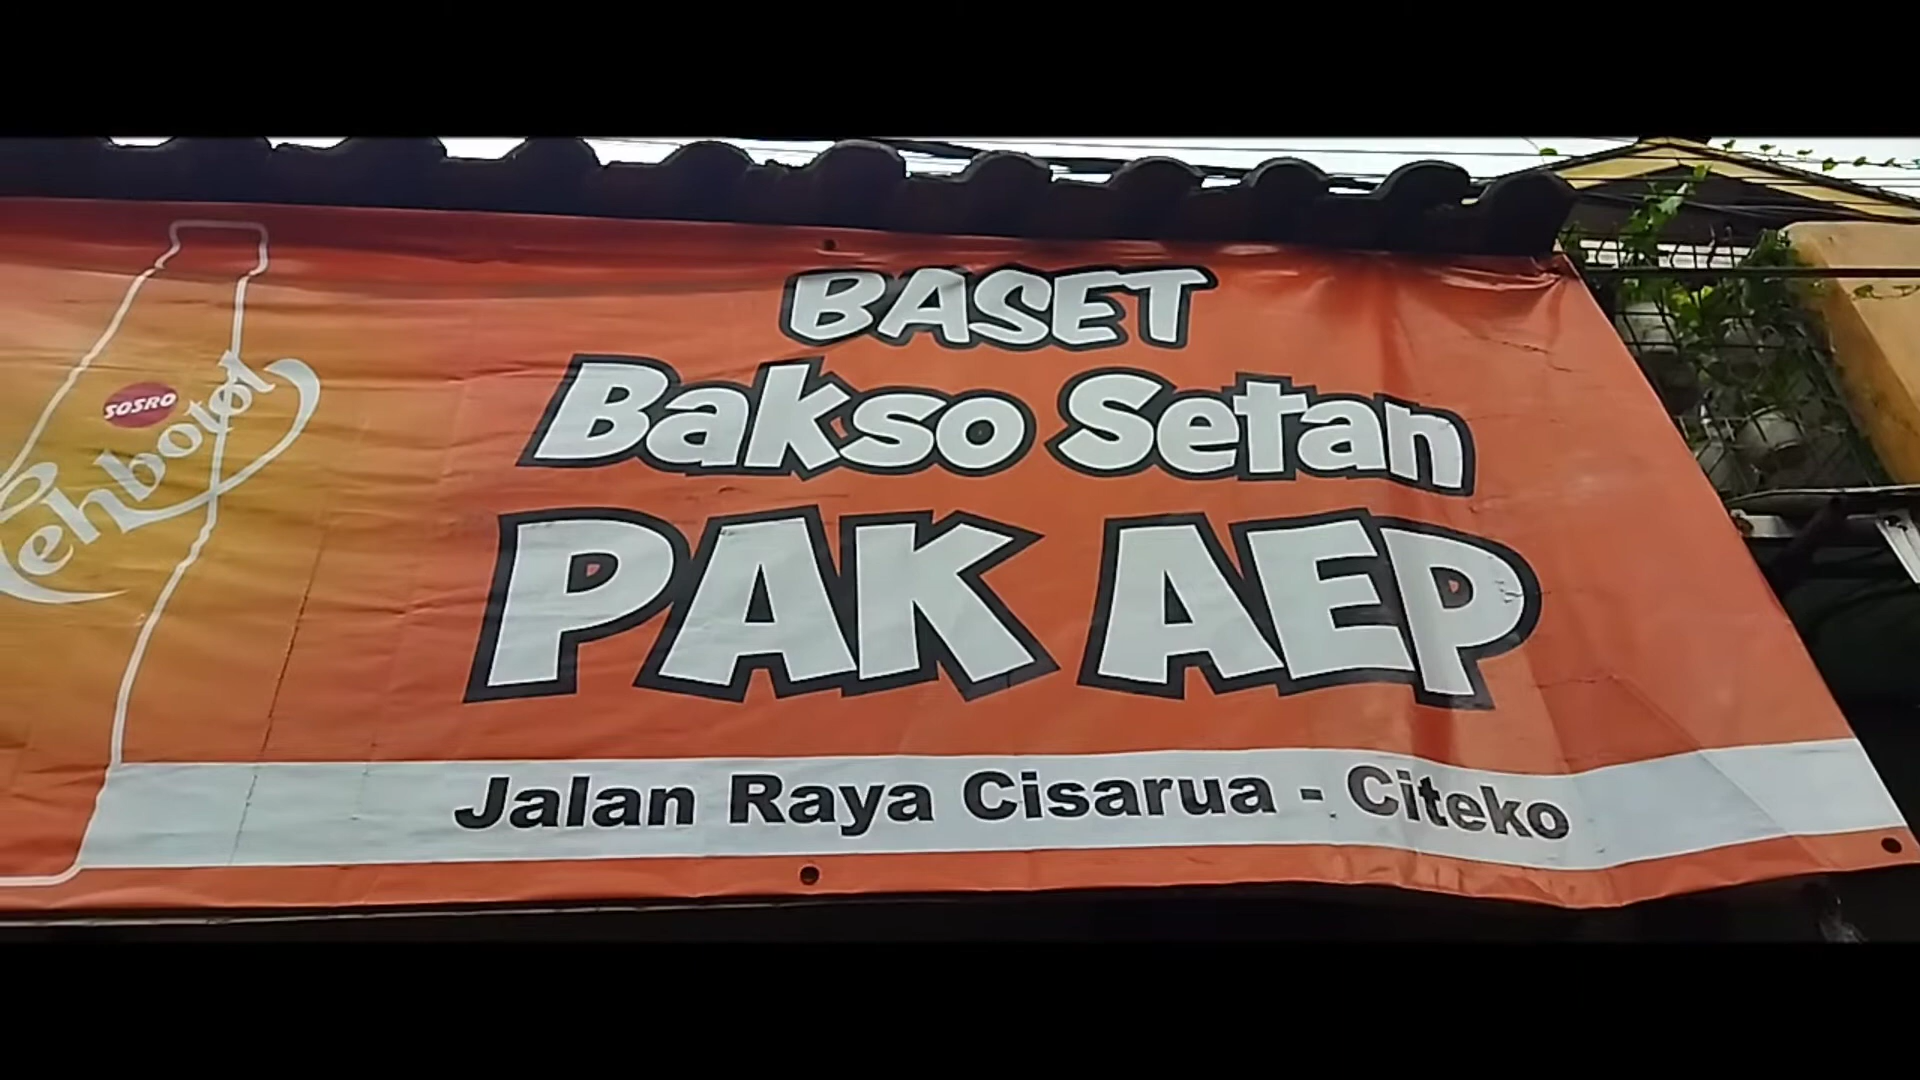 SOSRO
Tehbotol
BASET
Bakso Setan
PAK AEP
Jalan Raya Cisarua - Citeko